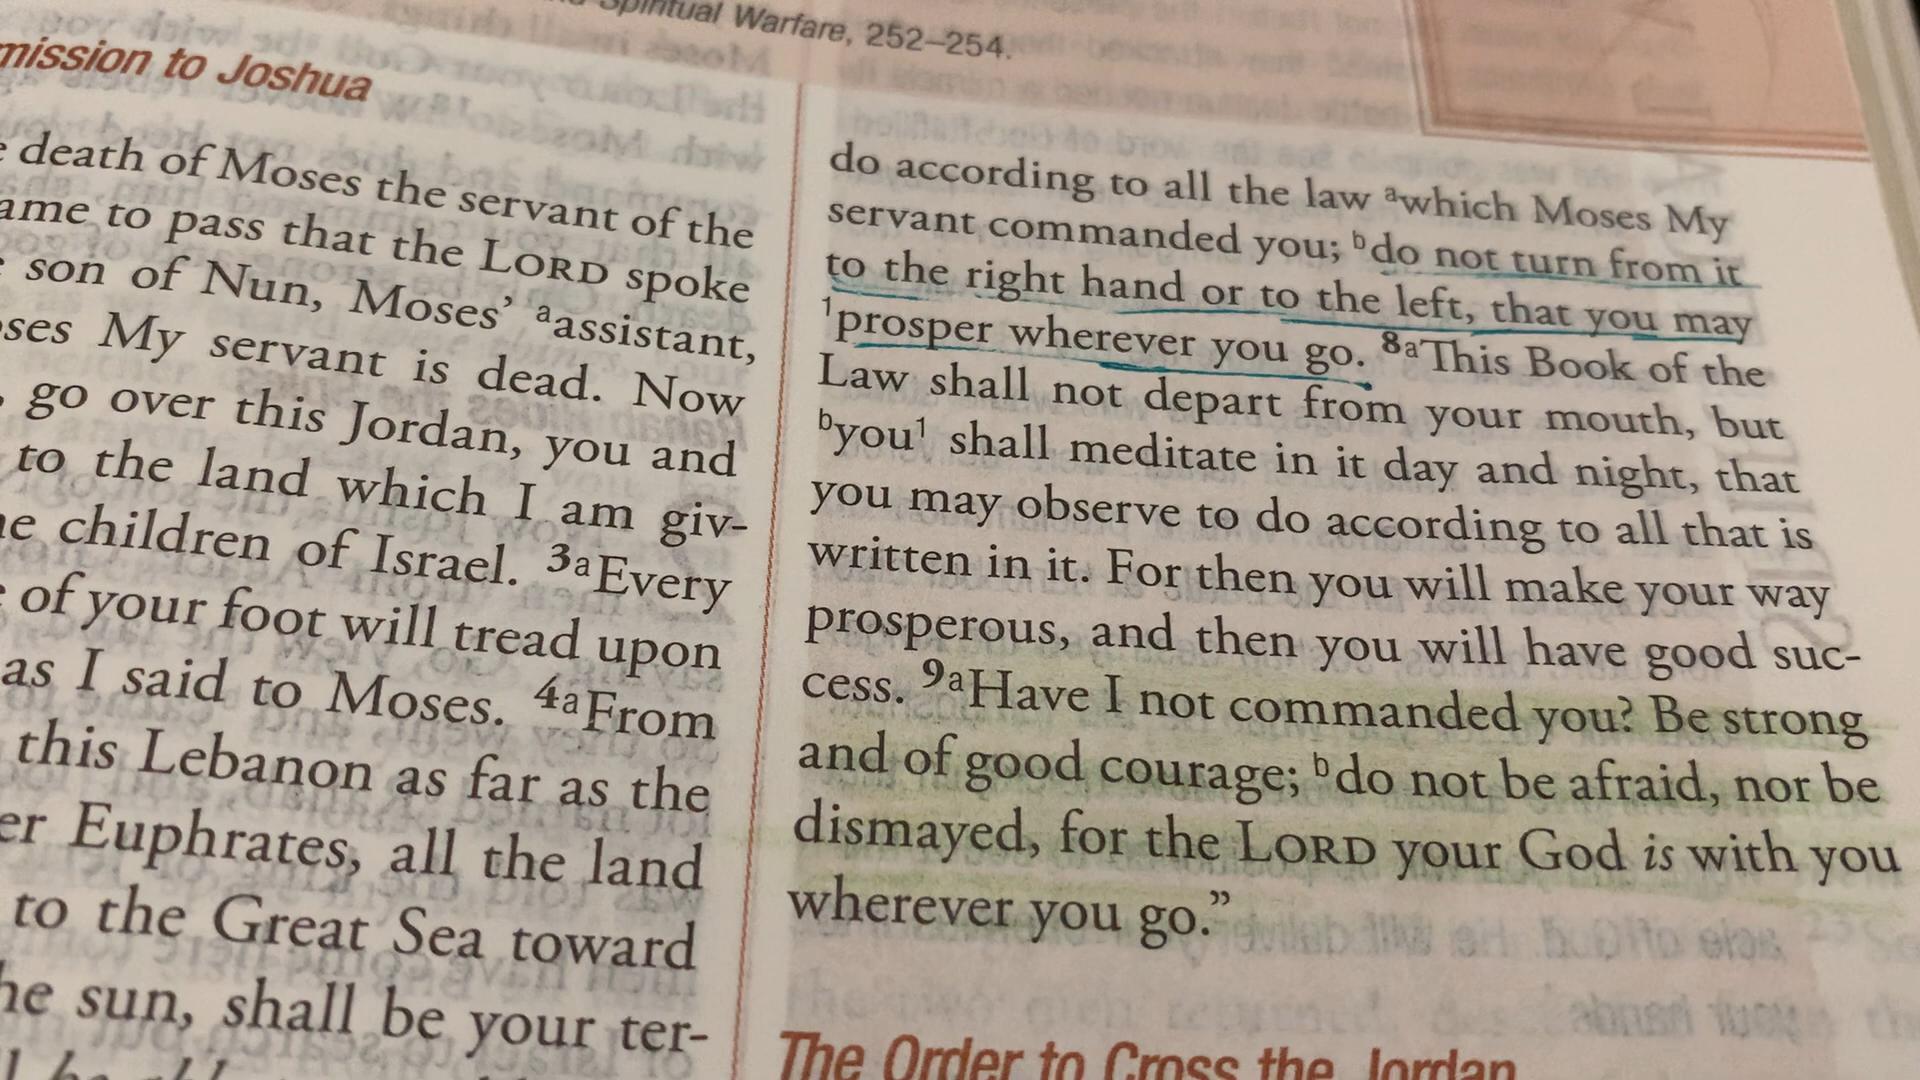 Spiritual Warfare, 252–254.
mission to Joshua
death of Moses the servant of the
ame to pass that the LORD spoke
son of Nun, Moses’ ᵃassistant,
ses My servant is dead. Now
go over this Jordan, you and
to the land which I am giv-
he children of Israel. ³ᵃEvery
of your foot will tread upon
as I said to Moses. ⁴ᵃFrom
this Lebanon as far as the
er Euphrates, all the land
to the Great Sea toward
he sun, shall be your ter-
do according to all the law ᵃwhich Moses My
servant commanded you; ᵇdo not turn from it
to the right hand or to the left, that you may
¹prosper wherever you go. ⁸ᵃThis Book of the
Law shall not depart from your mouth, but
ᵇyou¹ shall meditate in it day and night, that
you may observe to do according to all that is
written in it. For then you will make your way
prosperous, and then you will have good suc-
cess. ⁹ᵃHave I not commanded you? Be strong
and of good courage; ᵇdo not be afraid, nor be
dismayed, for the LORD your God is with you
wherever you go.”
The Order to Cross the Jordan